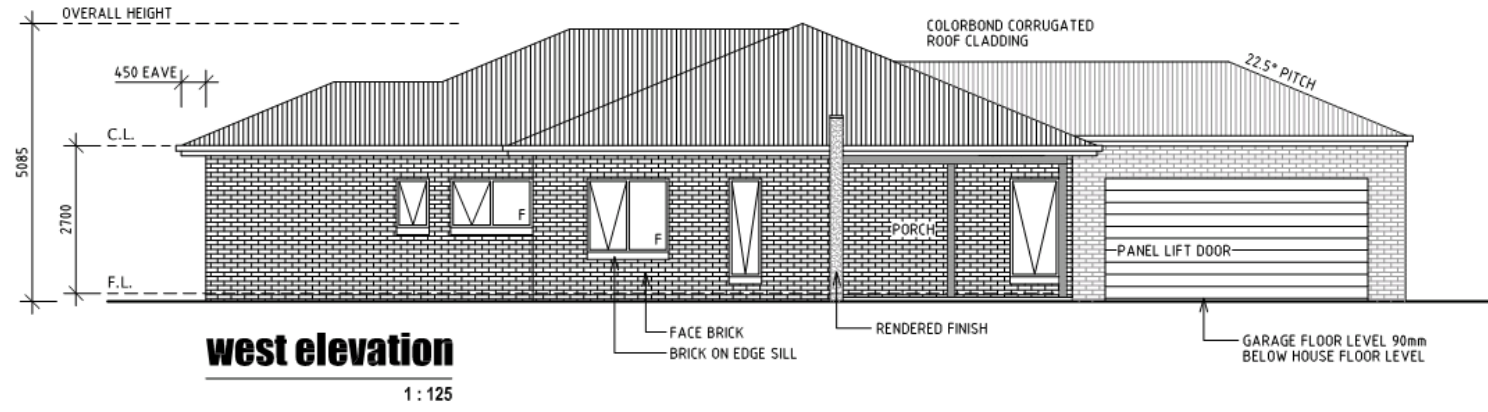 OVERALL HEIGHT
COLORBOND CORRUGATED
ROOF CLADDING
450 EAVE
22.5° PITCH
C.L.
5085
2700
F
F
PORCH
PANEL LIFT DOOR
F.L.
FACE BRICK
BRICK ON EDGE SILL
RENDERED FINISH
GARAGE FLOOR LEVEL 90mm
BELOW HOUSE FLOOR LEVEL
west elevation
1 : 125